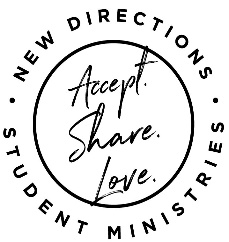 NEW DIRECTIONS
Accept.
Share.
Love.
STUDENT MINISTRIES